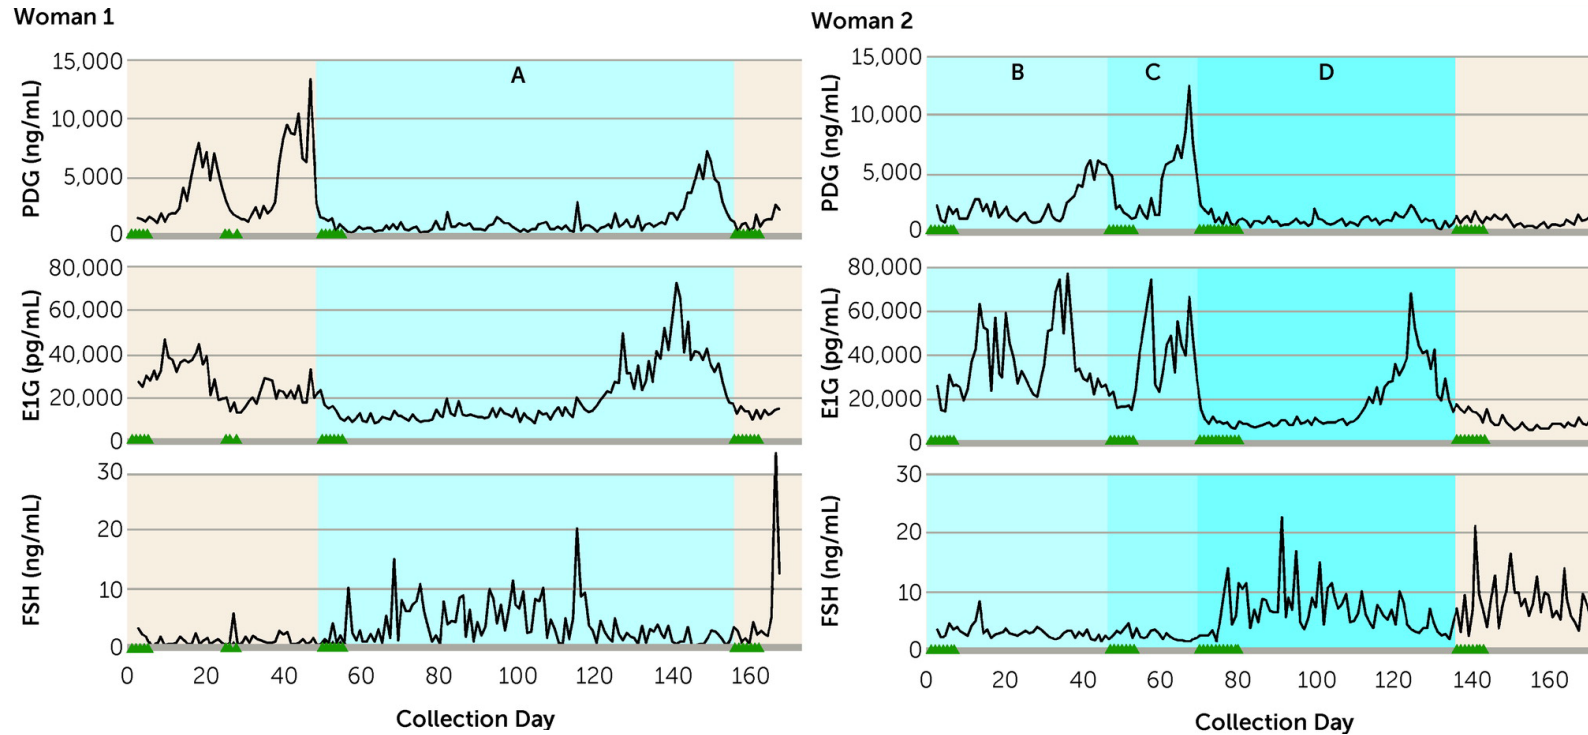 Woman 1
A
PDG (ng/mL)
15,000
10,000
5,000
0
E1G (pg/mL)
80,000
60,000
40,000
20,000
0
FSH (ng/mL)
30
20
10
0
0 20 40 60 80 100 120 140 160
Collection Day
Woman 2
B C D
PDG (ng/mL)
15,000
10,000
5,000
0
E1G (pg/mL)
80,000
60,000
40,000
20,000
0
FSH (ng/mL)
30
20
10
0
0 20 40 60 80 100 120 140 160
Collection Day